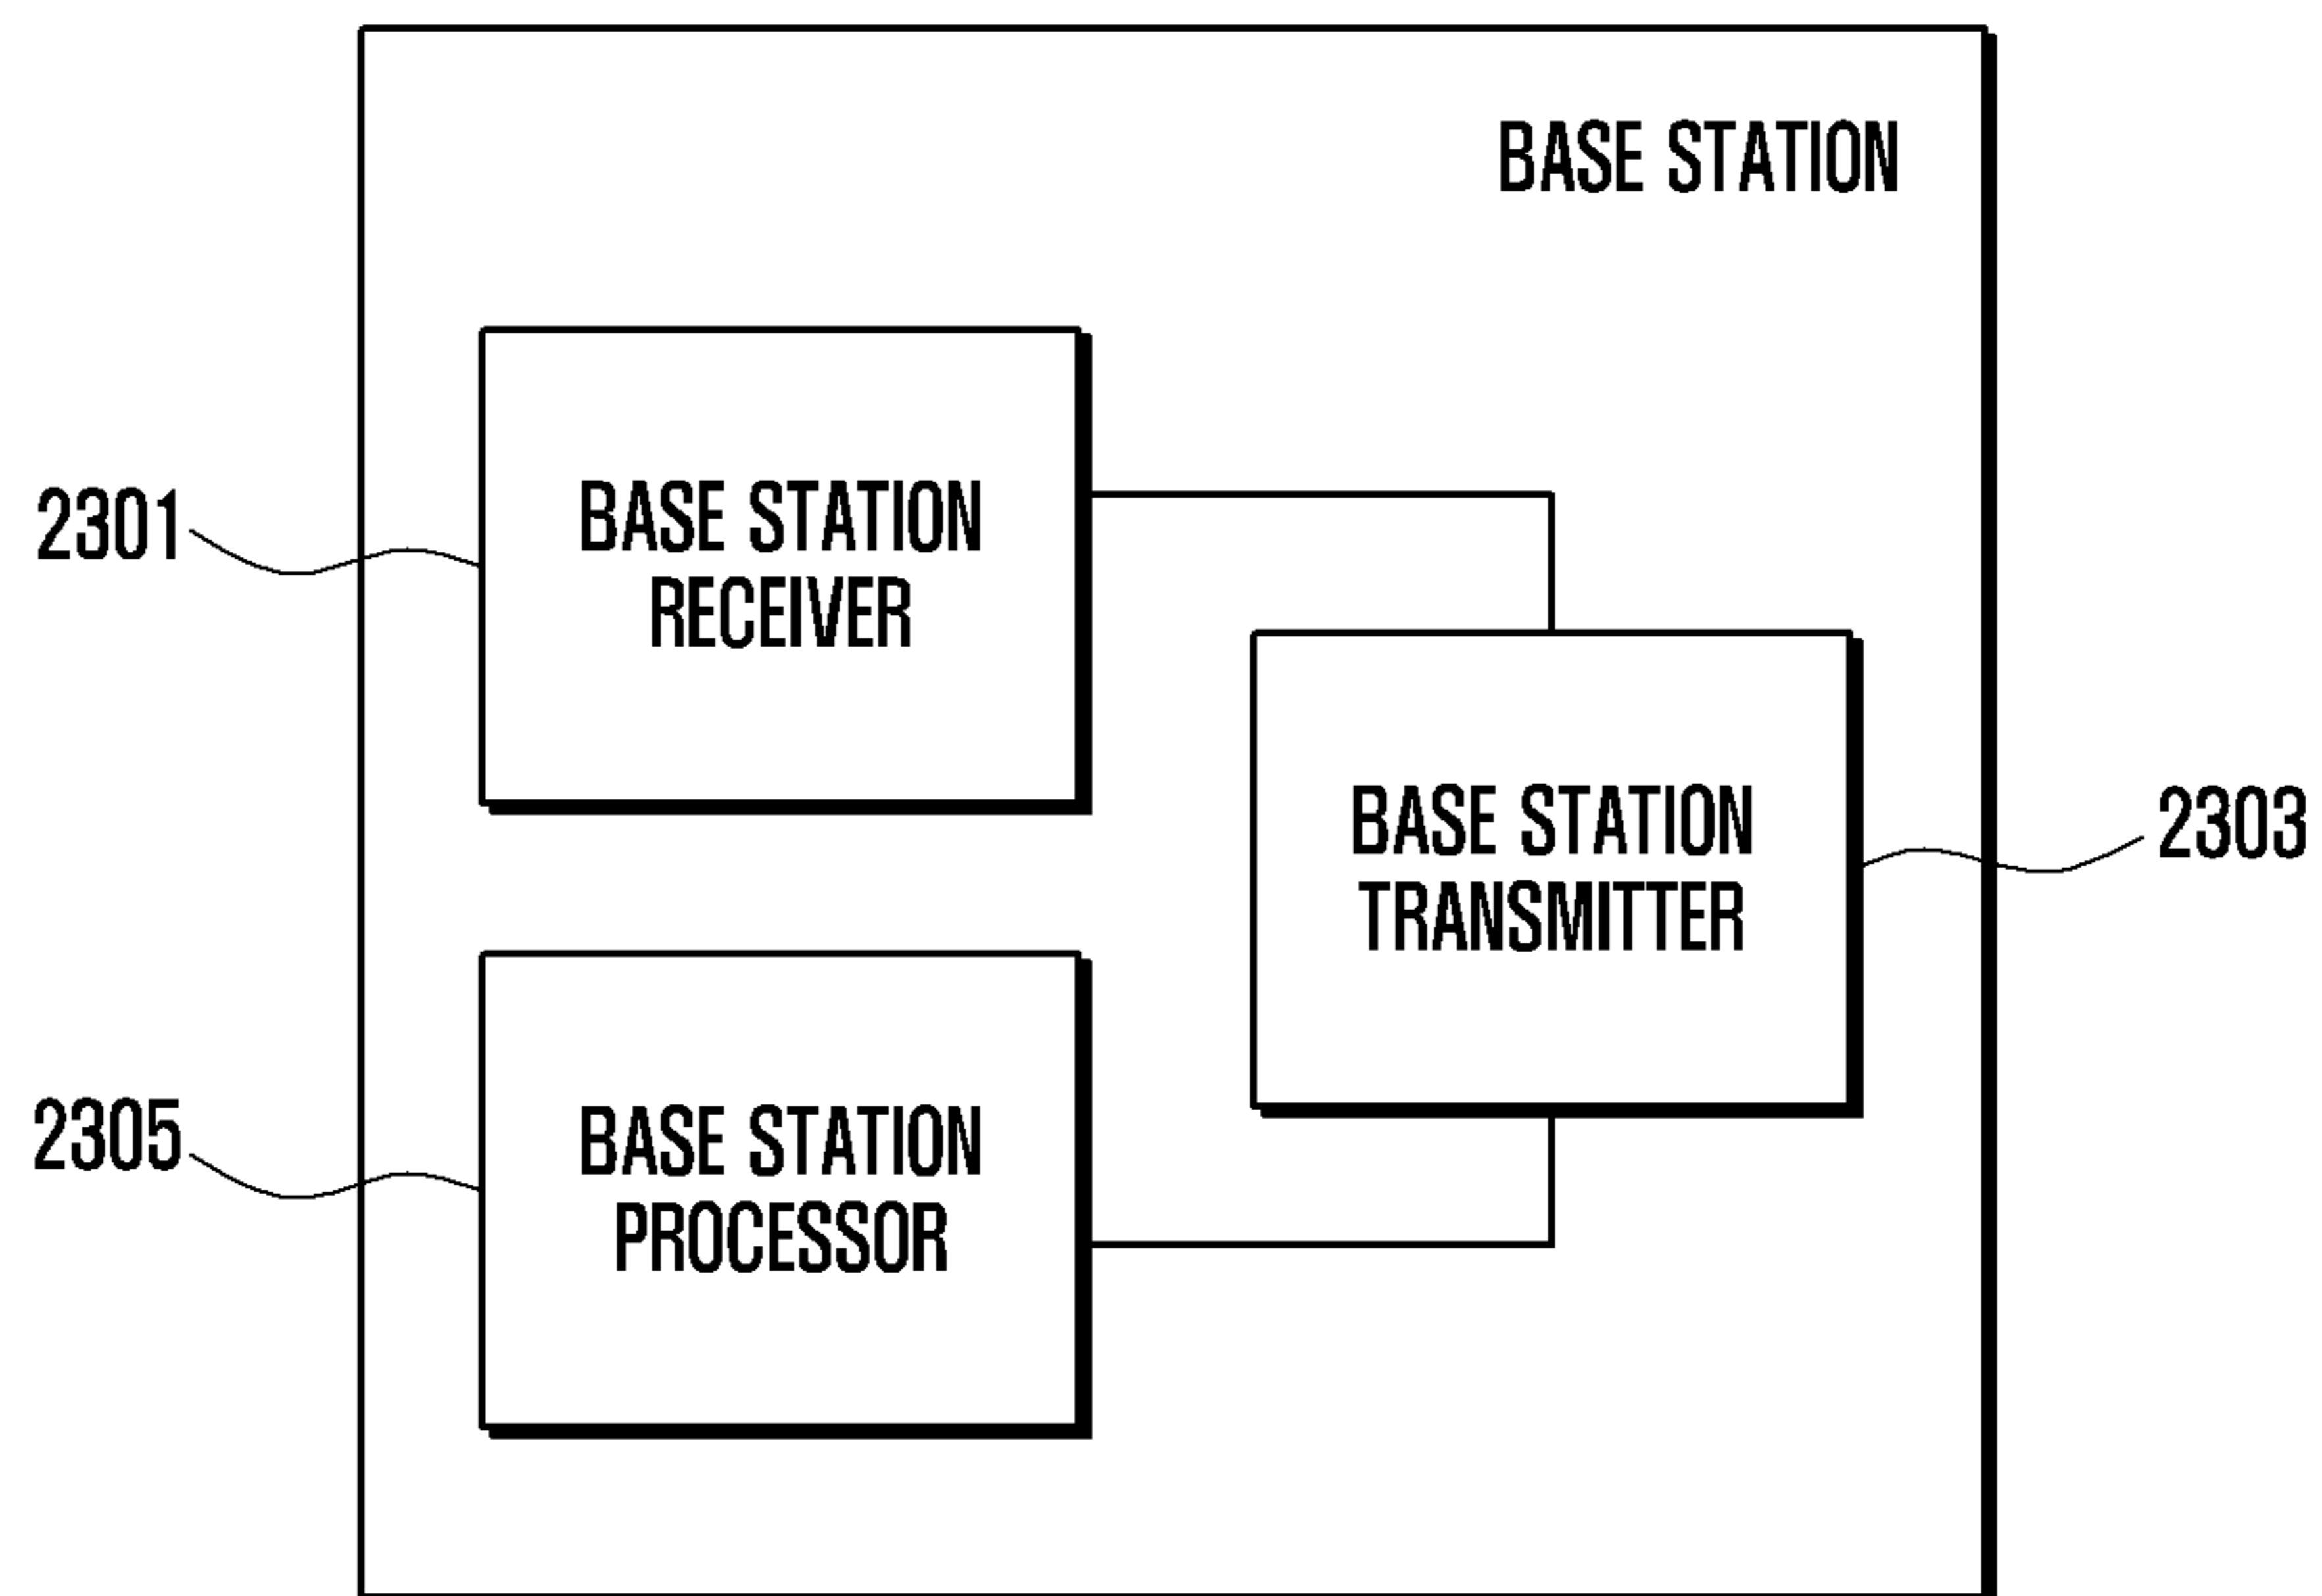 BASE STATION
2301
BASE STATION
RECEIVER
BASE STATION
TRANSMITTER
2303
2305
BASE STATION
PROCESSOR